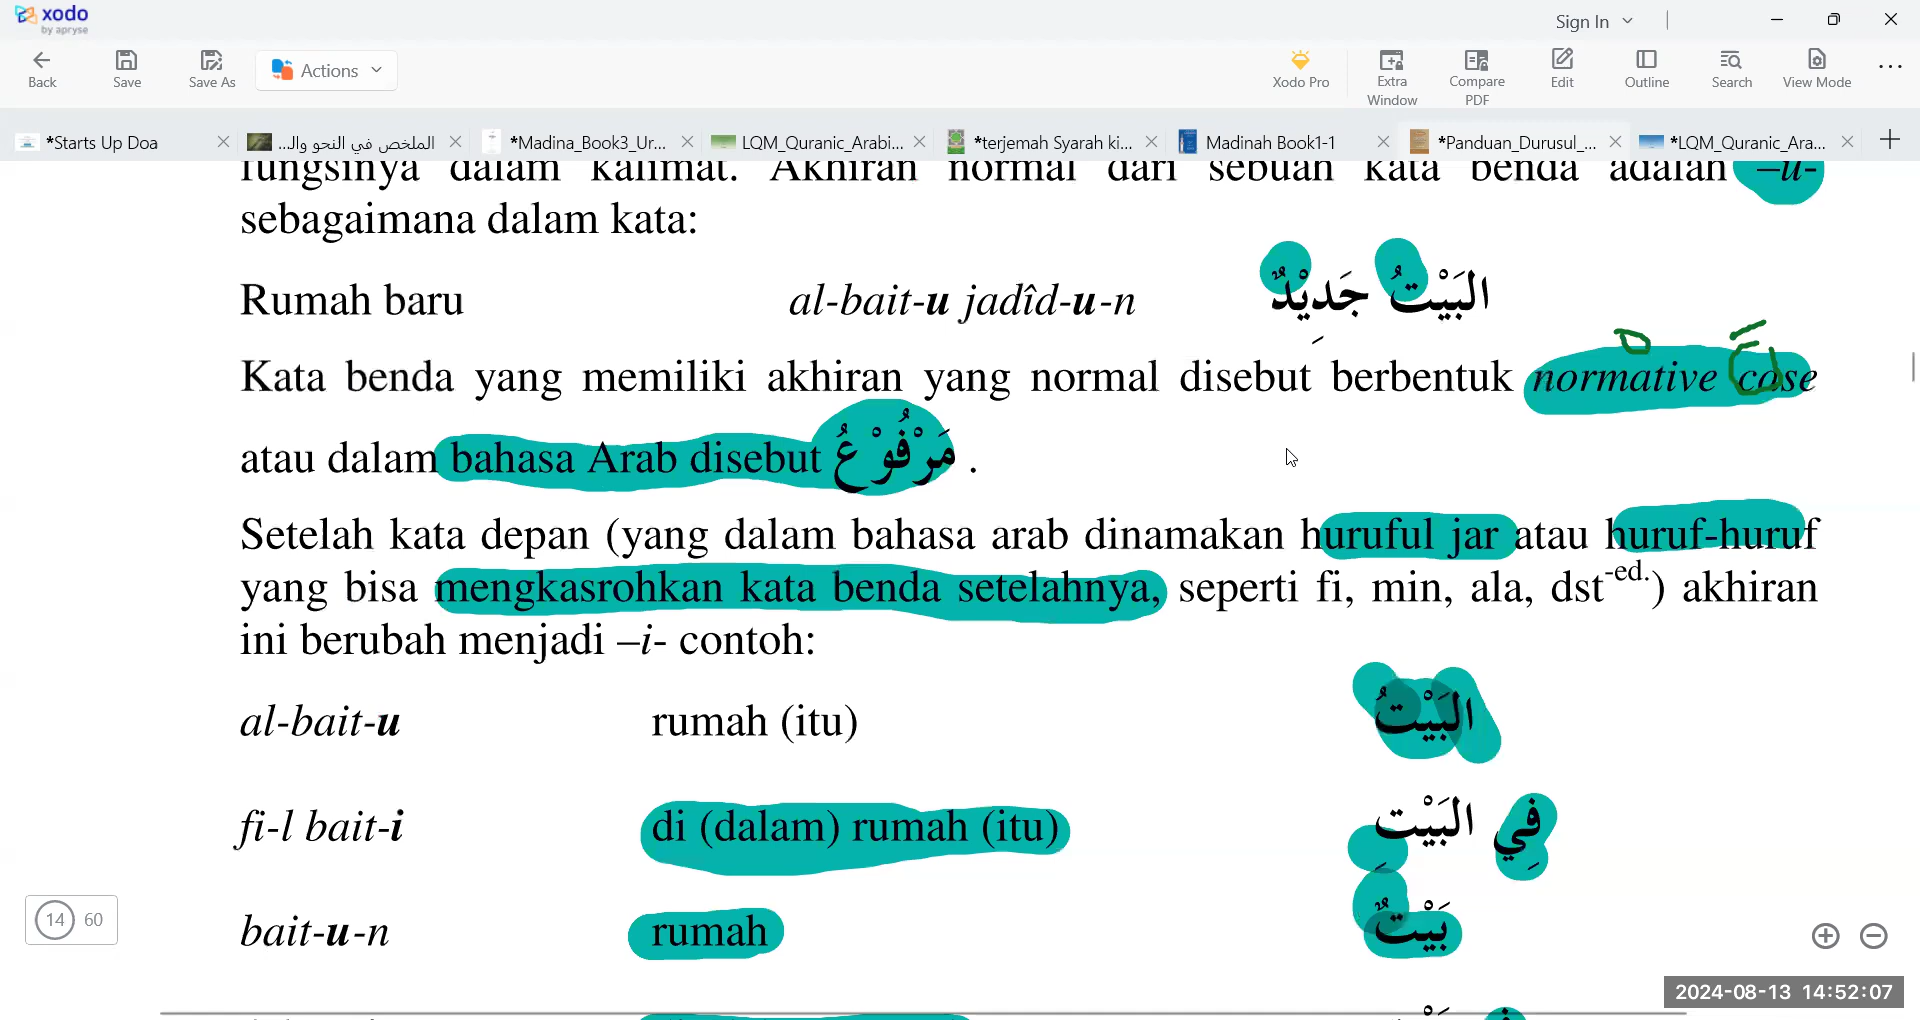 xodo
by apryse
Sign In
Back
Save
Save As
Actions
Xodo Pro
Extra Window
Compare PDF
Edit
Outline
Search
View Mode
*Starts Up Doa
الملخص في النحو وال...
*Madina_Book3_Ur...
LQM_Quranic_Arabi...
*terjemah Syarah ki...
Madinah Book1-1
*Panduan_Durusul_...
*LQM_Quranic_Ara...
fungsinya dalam kalimat. Akhiran normal dari sebuah kata benda adalah –u-
sebagaimana dalam kata:
Rumah baru al-bait-u jadîd-u-n البَيْتُ جَدِيْدٌ
Kata benda yang memiliki akhiran yang normal disebut berbentuk normative case
atau dalam bahasa Arab disebut مَرْفُوْعُ .
Setelah kata depan (yang dalam bahasa arab dinamakan huruful jar atau huruf-huruf
yang bisa mengkasrohkan kata benda setelahnya, seperti fi, min, ala, dst-ed.) akhiran
ini berubah menjadi –i- contoh:
al-bait-u rumah (itu) البَيْتُ
fi-l bait-i di (dalam) rumah (itu) فِي البَيْتِ
bait-u-n rumah بَيْتٌ
14 60
2024-08-13 14:52:07